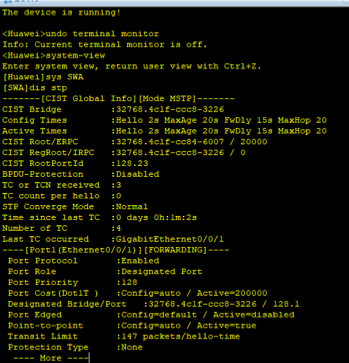 The device is running!
<Huawei>undo terminal monitor
Info: Current terminal monitor is off.
<Huawei>system-view
Enter system view, return user view with Ctrl+Z.
[Huawei]sys SWA
[SWA]dis stp
-------[CIST Global Info][Mode MSTP]-------
CIST Bridge         :32768.4c1f-ccc8-3226
Config Times        :Hello 2s MaxAge 20s FwDly 15s MaxHop 20
Active Times        :Hello 2s MaxAge 20s FwDly 15s MaxHop 20
CIST Root/ERPC      :32768.4c1f-cc84-6007 / 20000
CIST RegRoot/IRPC   :32768.4c1f-ccc8-3226 / 0
CIST RootPortId     :128.23
BPDU-Protection     :Disabled
TC or TCN received  :3
TC count per hello  :0
STP Converge Mode   :Normal
Time since last TC  :0 days 0h:1m:2s
Number of TC        :4
Last TC occurred    :GigabitEthernet0/0/1
----[Port1(Ethernet0/0/1)][FORWARDING]----
Port Protocol       :Enabled
Port Role           :Designated Port
Port Priority       :128
Port Cost(Dot1T )   :Config=auto / Active=200000
Designated Bridge/Port   :32768.4c1f-ccc8-3226 / 128.1
Port Edged          :Config=default / Active=disabled
Point-to-point      :Config=auto / Active=true
Transit Limit       :147 packets/hello-time
Protection Type     :None
---- More ----